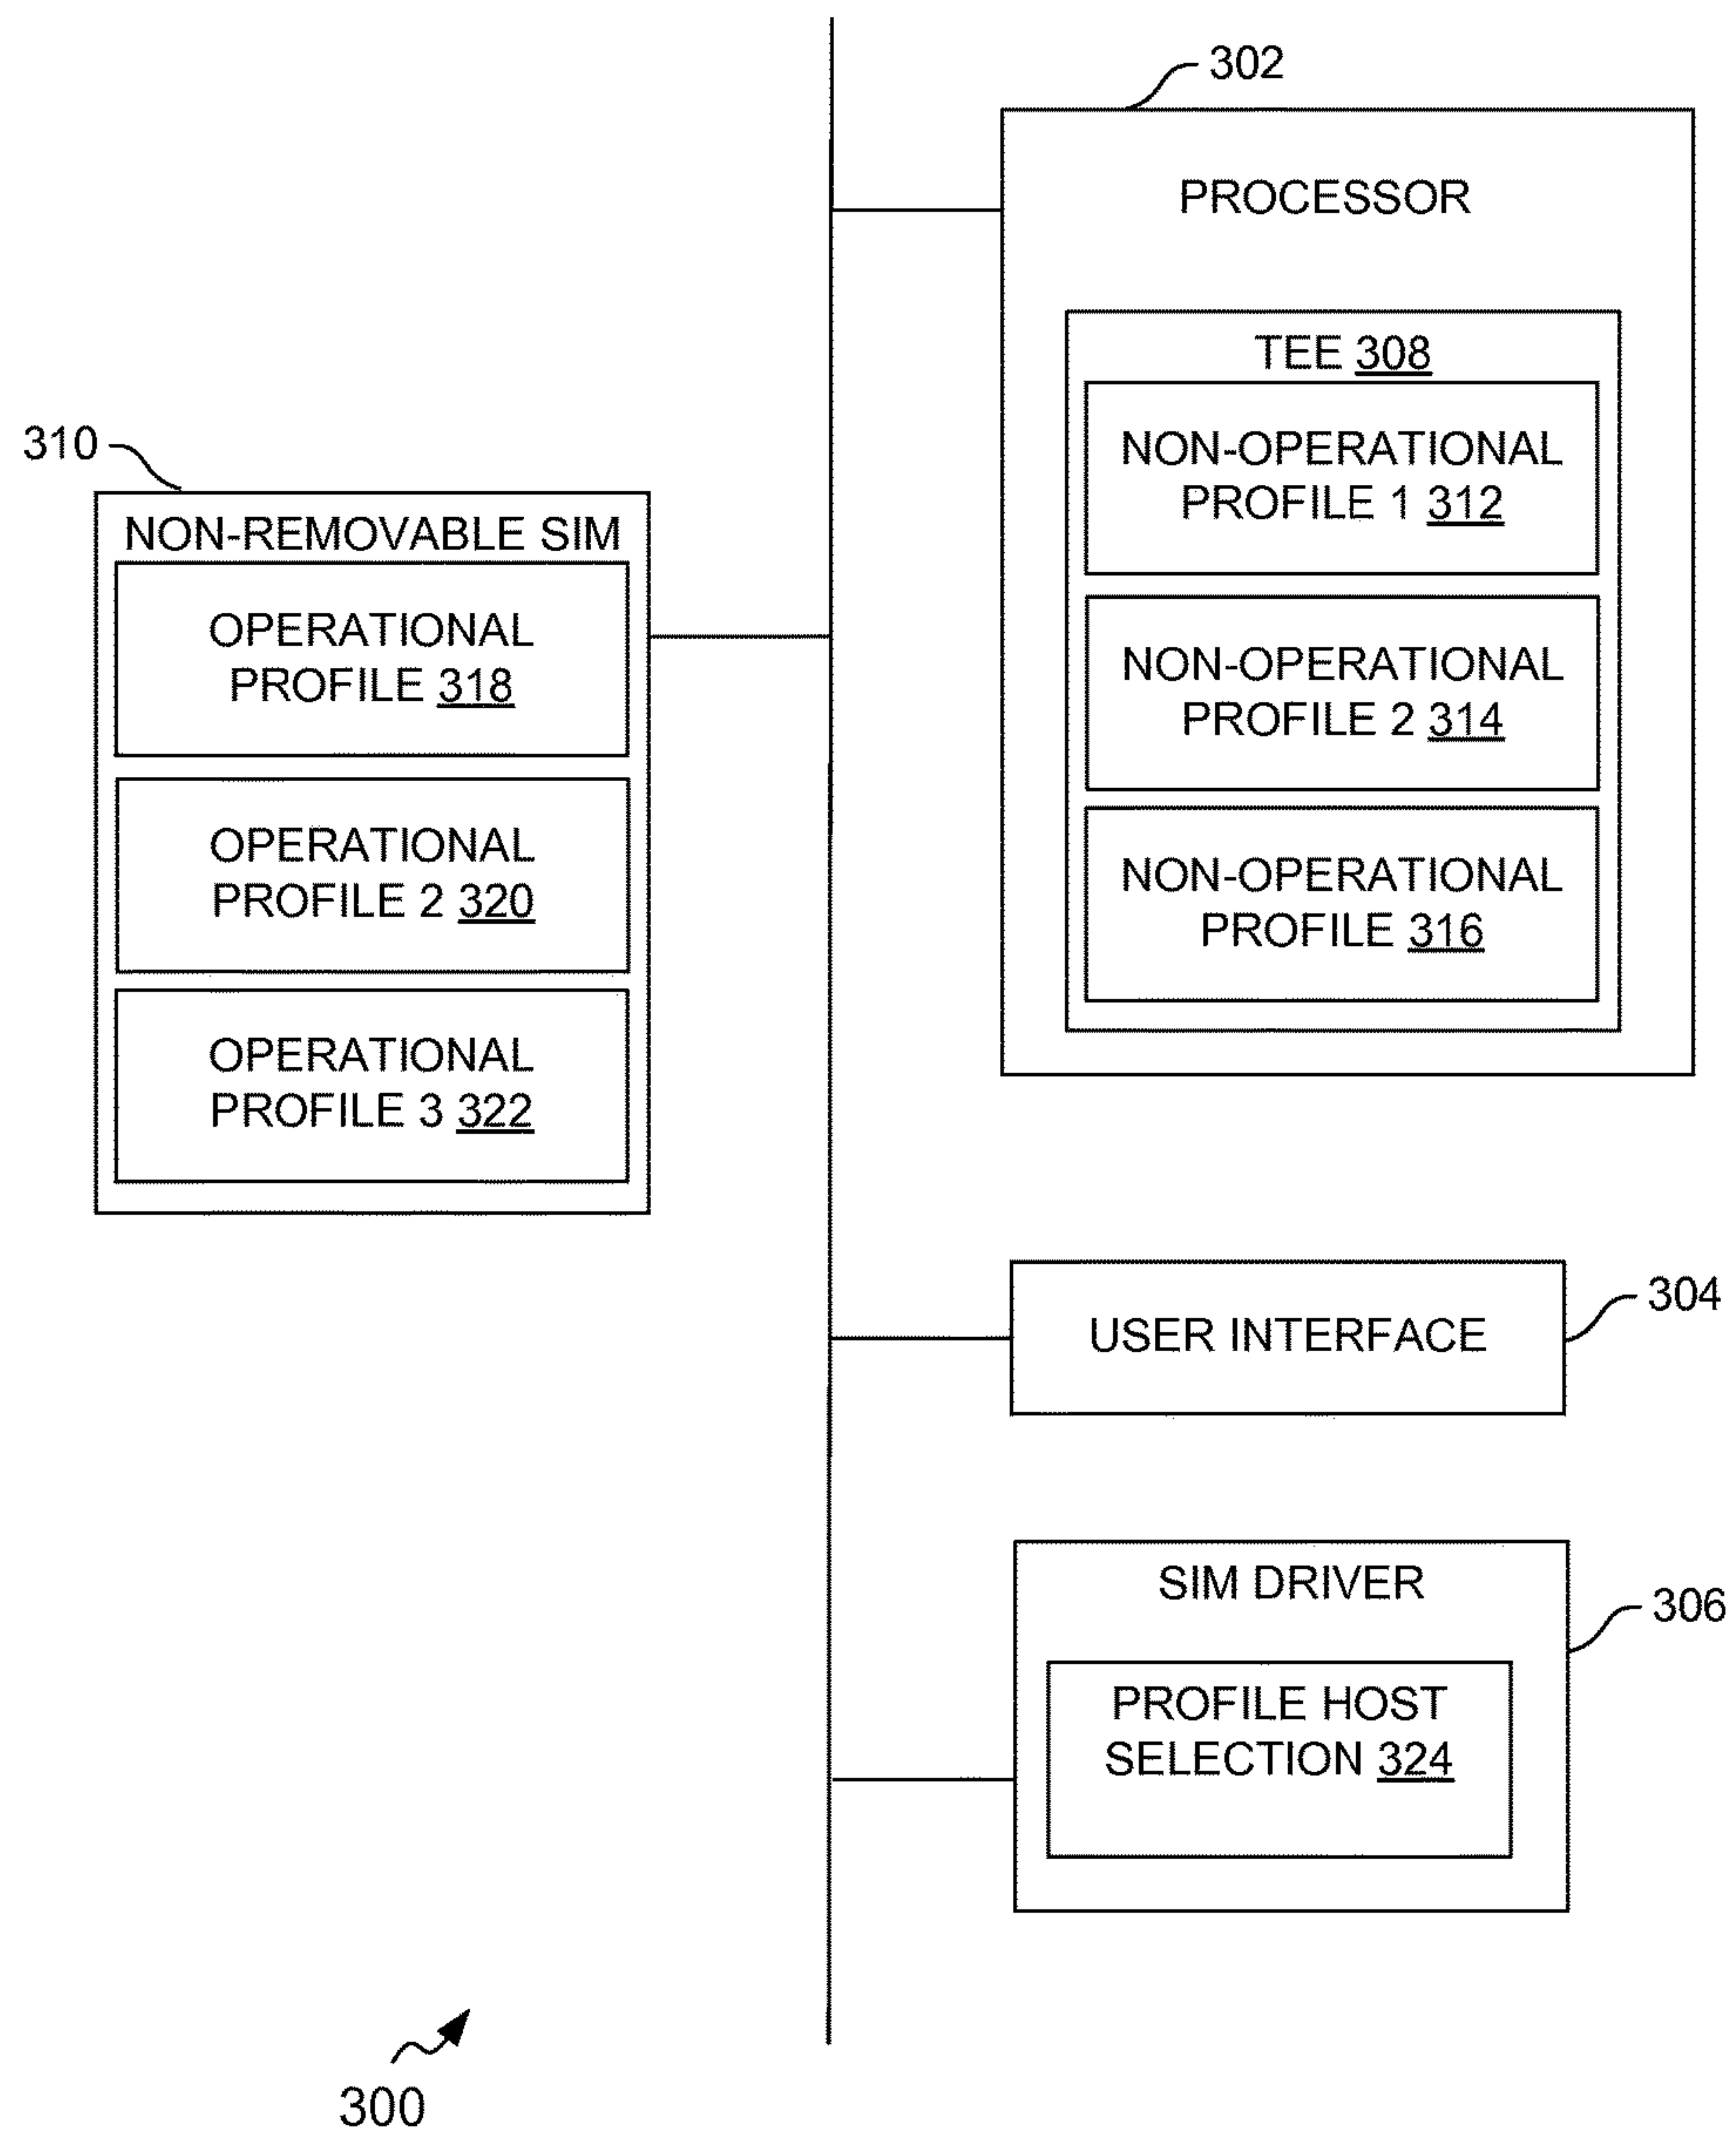 302
PROCESSOR
TEE 308
NON-OPERATIONAL
PROFILE 1 312
NON-OPERATIONAL
PROFILE 2 314
NON-OPERATIONAL
PROFILE 316
310
NON-REMOVABLE SIM
OPERATIONAL
PROFILE 318
OPERATIONAL
PROFILE 2 320
OPERATIONAL
PROFILE 3 322
304
USER INTERFACE
306
SIM DRIVER
PROFILE HOST
SELECTION 324
300